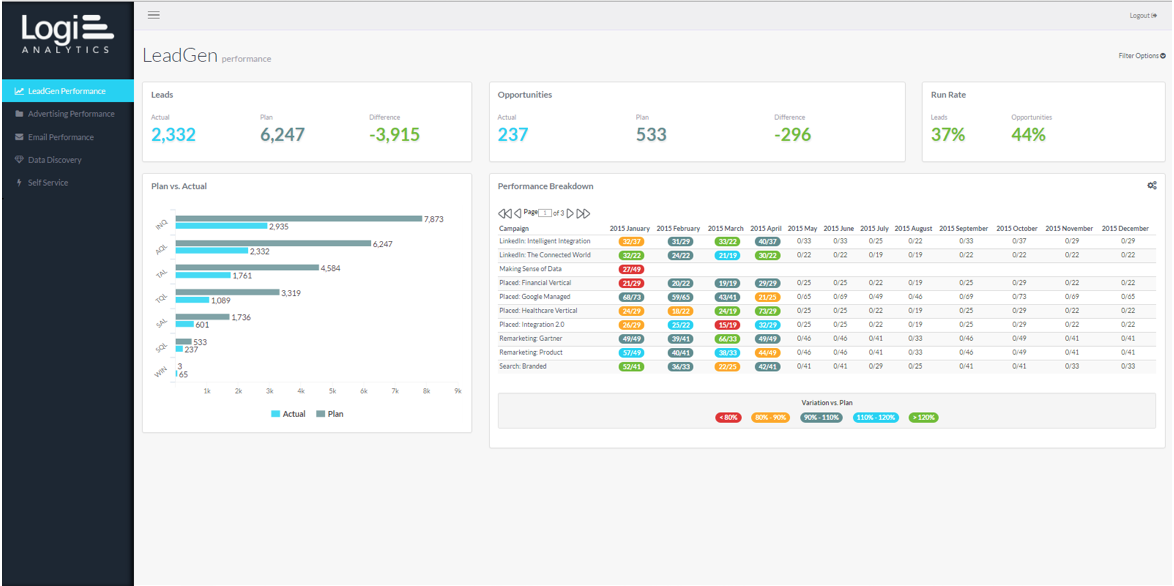 Logi
ANALYTICS
Logout
LeadGen performance
Filter Options
LeadGen Performance
Advertising Performance
Email Performance
Data Discovery
Self Service
Leads
Actual Plan Difference
2,332 6,247 -3,915
Opportunities
Actual Plan Difference
237 533 -296
Run Rate
Leads Opportunities
37% 44%
Plan vs. Actual
INQ 7,873
2,935
AQL 6,247
2,332
TAL 4,584
1,761
TQL 3,319
1,089
SAL 1,736
601
SQL 533
237
WIN 3
65
1k 2k 3k 4k 5k 6k 7k 8k 9k
Actual Plan
Performance Breakdown
Page 1 of 3
Campaign 2015 January 2015 February 2015 March 2015 April 2015 May 2015 June 2015 July 2015 August 2015 September 2015 October 2015 November 2015 December
LinkedIn: Intelligent Integration 32/37 31/29 33/22 40/37 0/33 0/33 0/25 0/22 0/33 0/37 0/29 0/29
LinkedIn: The Connected World 32/22 24/22 21/19 30/22 0/22 0/22 0/19 0/19 0/22 0/29 0/22 0/22
Making Sense of Data 27/49
Placed: Financial Vertical 21/29 20/22 19/19 29/29 0/25 0/25 0/22 0/19 0/25 0/29 0/22 0/22
Placed: Google Managed 68/73 59/65 43/41 21/25 0/65 0/69 0/49 0/46 0/69 0/73 0/69 0/65
Placed: Healthcare Vertical 24/29 18/22 24/19 73/29 0/25 0/25 0/22 0/19 0/25 0/29 0/22 0/22
Placed: Integration 2.0 26/29 25/22 15/19 32/29 0/25 0/25 0/22 0/19 0/25 0/29 0/22 0/22
Remarketing: Gartner 49/49 39/41 66/33 49/49 0/46 0/46 0/41 0/33 0/46 0/49 0/41 0/41
Remarketing: Product 57/49 40/41 38/33 44/49 0/46 0/46 0/41 0/33 0/46 0/49 0/41 0/41
Search: Branded 52/41 36/33 22/25 42/41 0/41 0/41 0/29 0/25 0/41 0/41 0/33 0/33
Variation vs. Plan
< 80% 80% - 90% 90% - 110% 110% - 120% > 120%